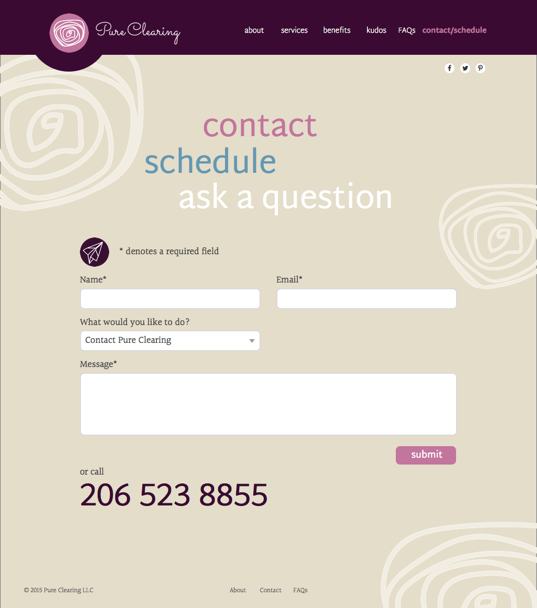 Pure Clearing
about services benefits kudos FAQs contact/schedule
contact
schedule
ask a question
* denotes a required field
Name* Email*
What would you like to do?
Contact Pure Clearing
Message*
submit
or call
206 523 8855
© 2015 Pure Clearing LLC About Contact FAQs